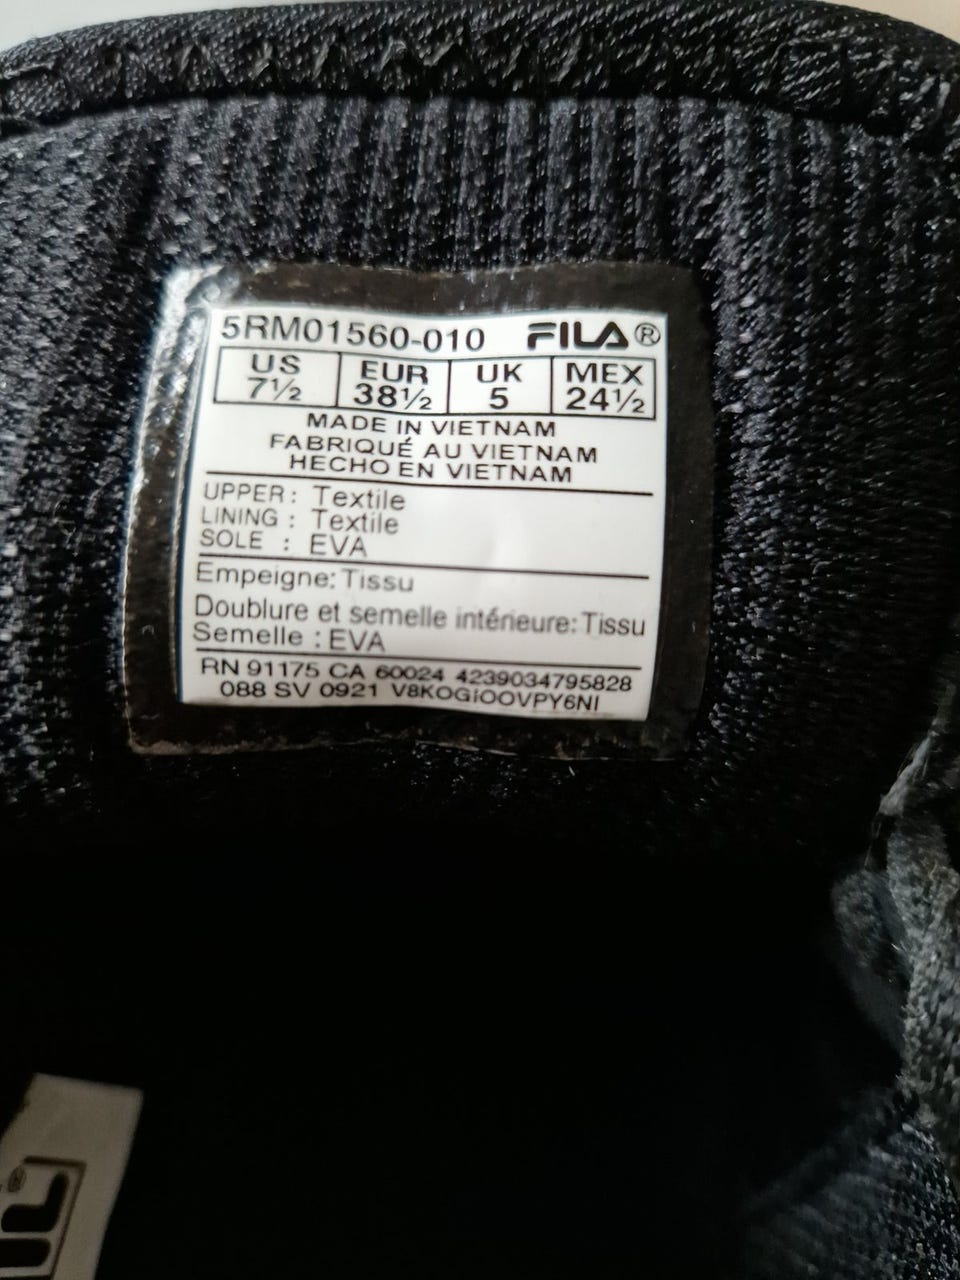 5RM01560-010 FILA®
US EUR UK MEX
7½ 38½ 5 24½
MADE IN VIETNAM
FABRIQUÉ AU VIETNAM
HECHO EN VIETNAM
UPPER: Textile
LINING : Textile
SOLE : EVA
Empeigne: Tissu
Doublure et semelle intérieure: Tissu
Semelle : EVA
RN 91175 CA 60024 4239034795828
088 SV 0921 V8KOGIOOVPY6NI